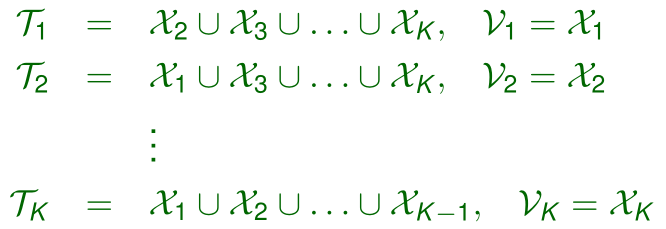 𝒯₁ = 𝒳₂ ∪ 𝒳₃ ∪ … ∪ 𝒳_K, 𝒱₁ = 𝒳₁
𝒯₂ = 𝒳₁ ∪ 𝒳₃ ∪ … ∪ 𝒳_K, 𝒱₂ = 𝒳₂
⋮
𝒯_K = 𝒳₁ ∪ 𝒳₂ ∪ … ∪ 𝒳_{K−1}, 𝒱_K = 𝒳_K